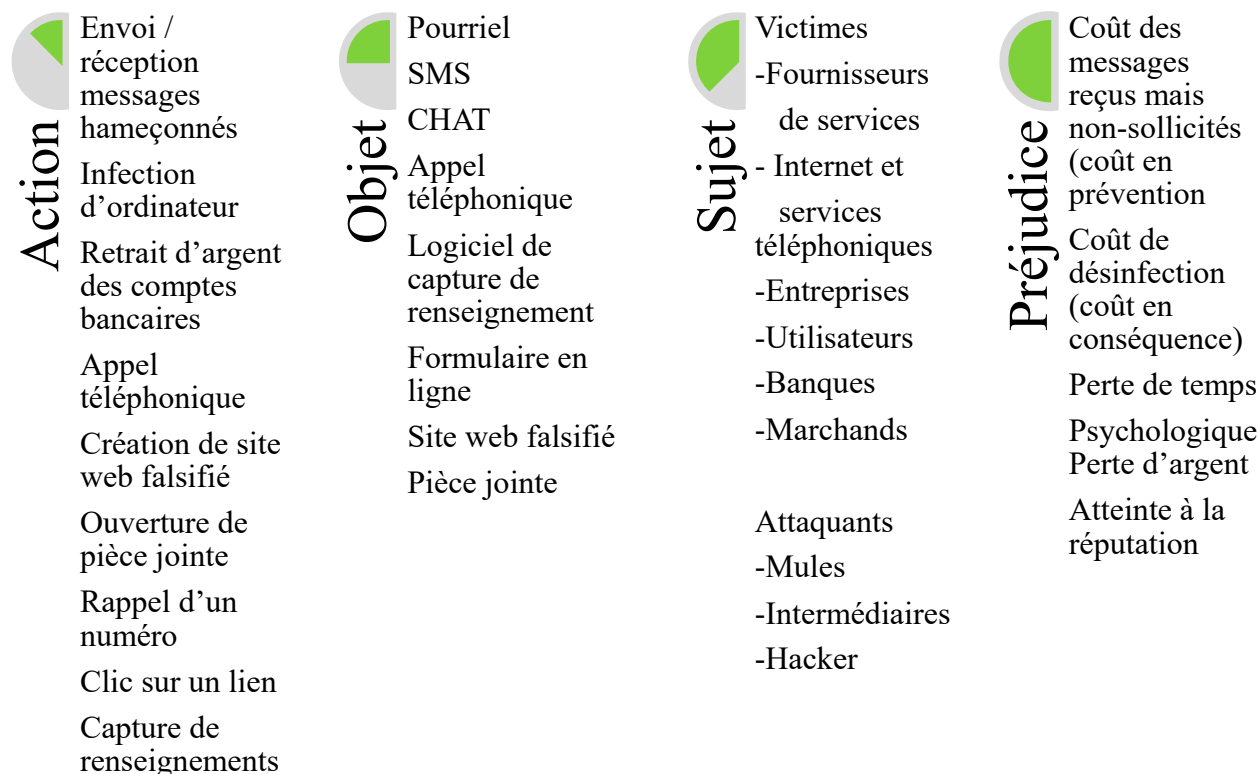 Action
Envoi /
réception
messages
hameçonnés
Infection
d’ordinateur
Retrait d’argent
des comptes
bancaires
Appel
téléphonique
Création de site
web falsifié
Ouverture de
pièce jointe
Rappel d’un
numéro
Clic sur un lien
Capture de
renseignements
Objet
Pourriel
SMS
CHAT
Appel
téléphonique
Logiciel de
capture de
renseignement
Formulaire en
ligne
Site web falsifié
Pièce jointe
Sujet
Victimes
-Fournisseurs
de services
- Internet et
services
téléphoniques
-Entreprises
-Utilisateurs
-Banques
-Marchands
Attaquants
-Mules
-Intermédiaires
-Hacker
Préjudice
Coût des
messages
reçus mais
non-sollicités
(coût en
prévention
Coût de
désinfection
(coût en
conséquence)
Perte de temps
Psychologique
Perte d’argent
Atteinte à la
réputation